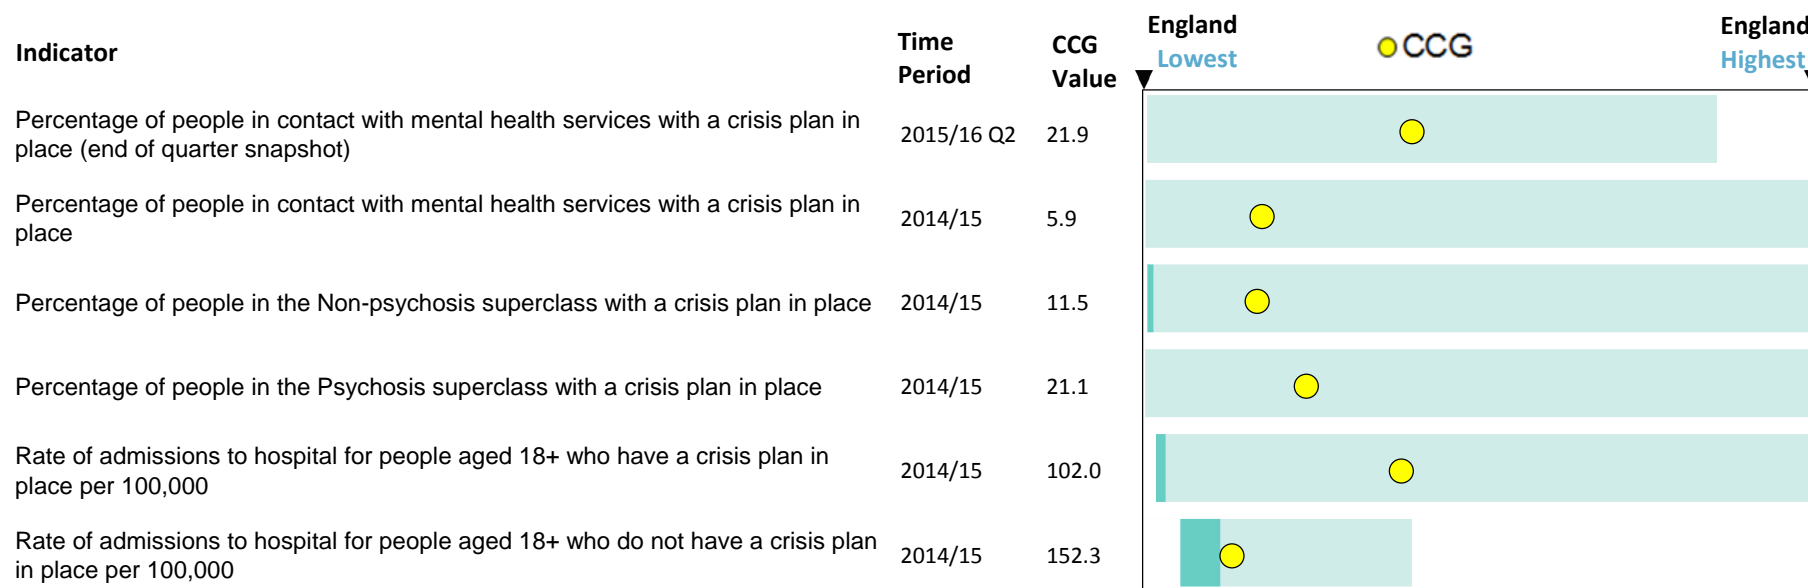 Indicator
Time Period
CCG Value
England Lowest
CCG
England Highest
Percentage of people in contact with mental health services with a crisis plan in
place (end of quarter snapshot)
2015/16 Q2
21.9
Percentage of people in contact with mental health services with a crisis plan in
place
2014/15
5.9
Percentage of people in the Non-psychosis superclass with a crisis plan in place
2014/15
11.5
Percentage of people in the Psychosis superclass with a crisis plan in place
2014/15
21.1
Rate of admissions to hospital for people aged 18+ who have a crisis plan in
place per 100,000
2014/15
102.0
Rate of admissions to hospital for people aged 18+ who do not have a crisis plan
in place per 100,000
2014/15
152.3